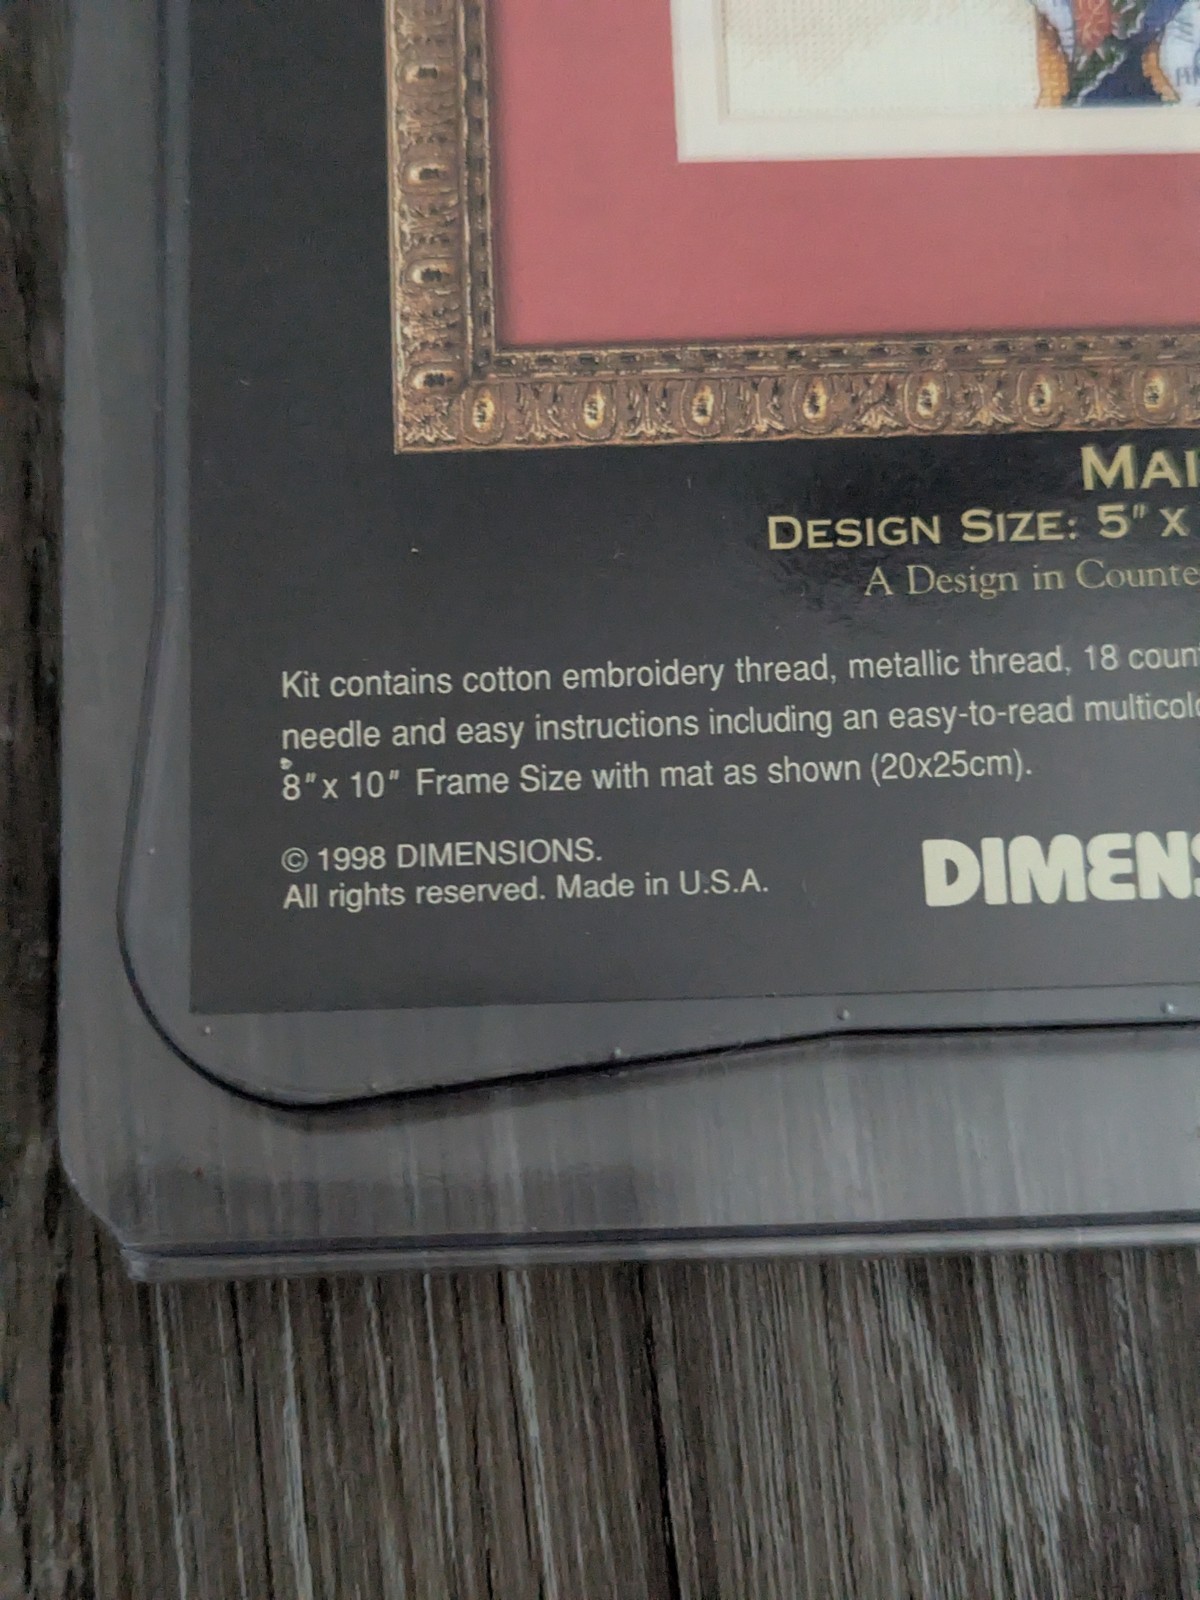 MAI
DESIGN SIZE: 5" X
A Design in Counte
Kit contains cotton embroidery thread, metallic thread, 18 coun
needle and easy instructions including an easy-to-read multicol
8" x 10" Frame Size with mat as shown (20x25cm).
© 1998 DIMENSIONS.
All rights reserved. Made in U.S.A.
DIMENS